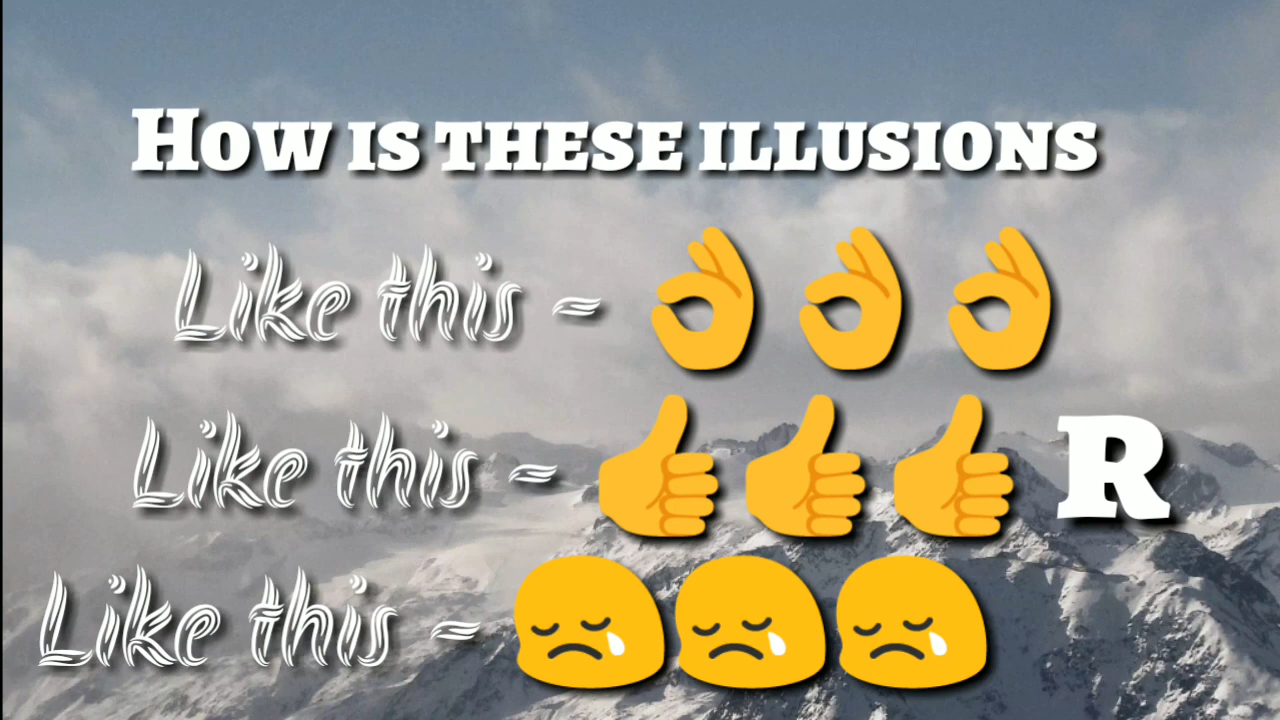 How is these illusions
Like this - 👌 👌 👌
Like this - 👍 👍 👍 R
Like this - 😢 😢 😢